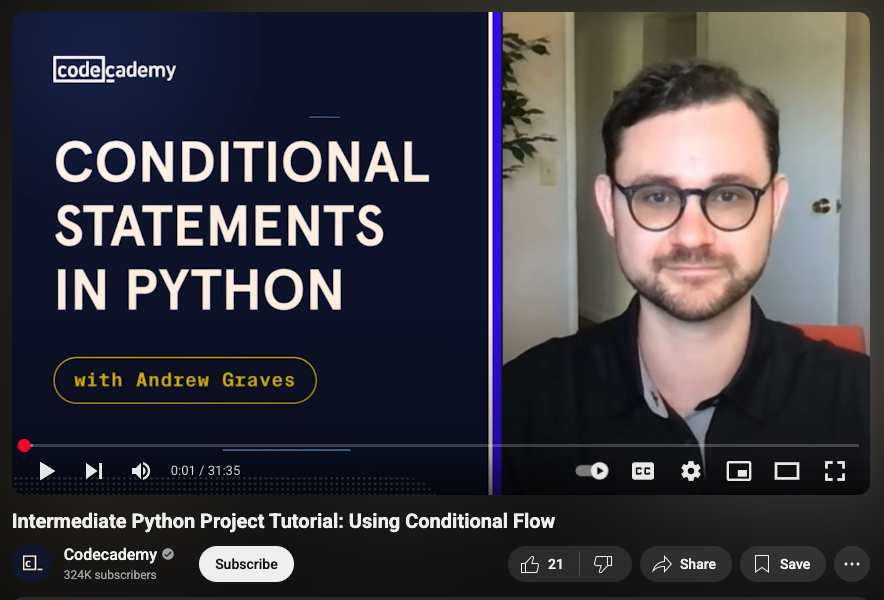 codecademy
CONDITIONAL
STATEMENTS
IN PYTHON
with Andrew Graves
0:01 / 31:35
CC
Intermediate Python Project Tutorial: Using Conditional Flow
c_
Codecademy
324K subscribers
Subscribe
21
Share
Save